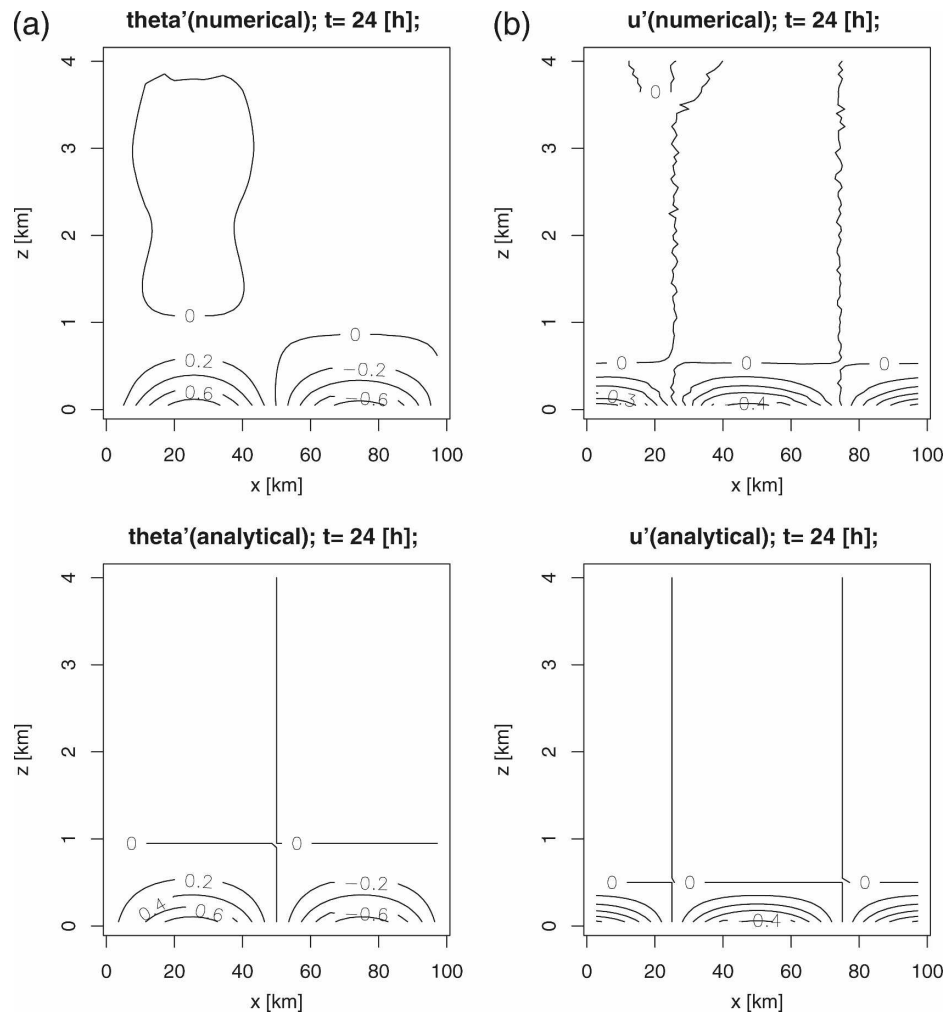 (a)
theta’(numerical); t= 24 [h];
z [km]
4
3
2
1
0
0
0
0.2
0.6
−0.2
−0.6
0 20 40 60 80 100
x [km]
(b)
u’(numerical); t= 24 [h];
z [km]
4
3
2
1
0
0
0 0 0
0.3
0.4
0 20 40 60 80 100
x [km]
theta’(analytical); t= 24 [h];
z [km]
4
3
2
1
0
0 0
0.2
0.4
0.6
−0.2
−0.6
0 20 40 60 80 100
x [km]
u’(analytical); t= 24 [h];
z [km]
4
3
2
1
0
0 0 0
0.4
0 20 40 60 80 100
x [km]